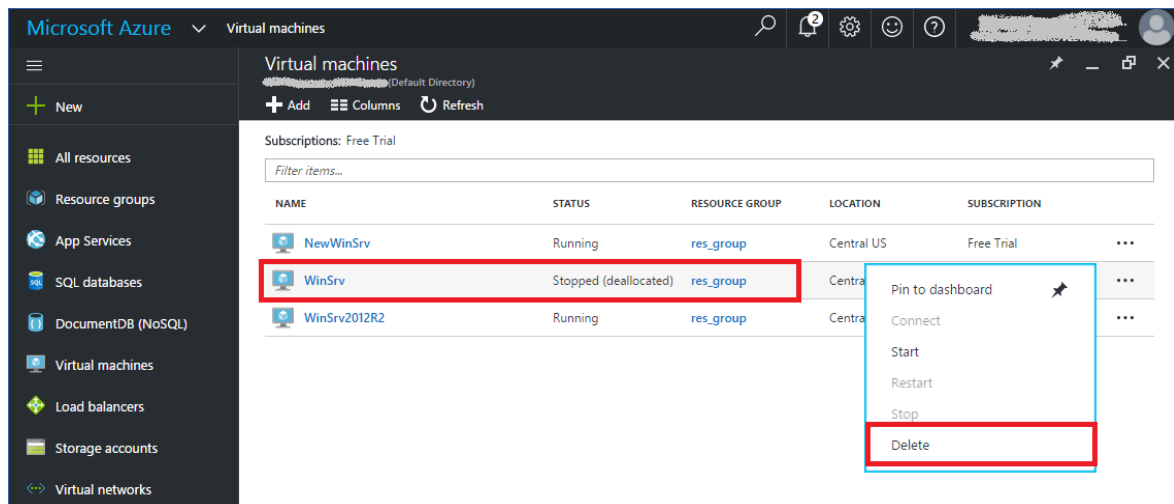 Microsoft Azure Virtual machines 2
Virtual machines
(Default Directory)
New
Add Columns Refresh
Subscriptions: Free Trial
All resources
Filter items...
Resource groups
NAME STATUS RESOURCE GROUP LOCATION SUBSCRIPTION
App Services
NewWinSrv Running res_group Central US Free Trial
SQL databases
WinSrv Stopped (deallocated) res_group Centra
Pin to dashboard
DocumentDB (NoSQL)
WinSrv2012R2 Running res_group Centra
Connect
Virtual machines
Start
Restart
Load balancers
Stop
Storage accounts
Delete
Virtual networks